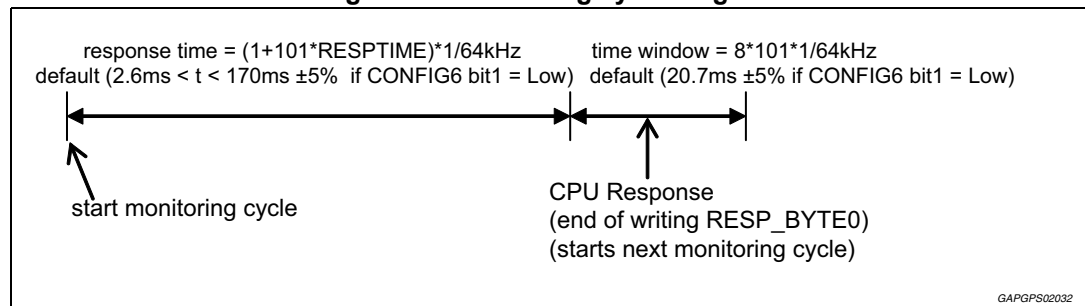 response time = (1+101*RESPTIME)*1/64kHz
default (2.6ms < t < 170ms ±5% if CONFIG6 bit1 = Low)
time window = 8*101*1/64kHz
default (20.7ms ±5% if CONFIG6 bit1 = Low)
start monitoring cycle
CPU Response
(end of writing RESP_BYTE0)
(starts next monitoring cycle)
GAPGPS02032